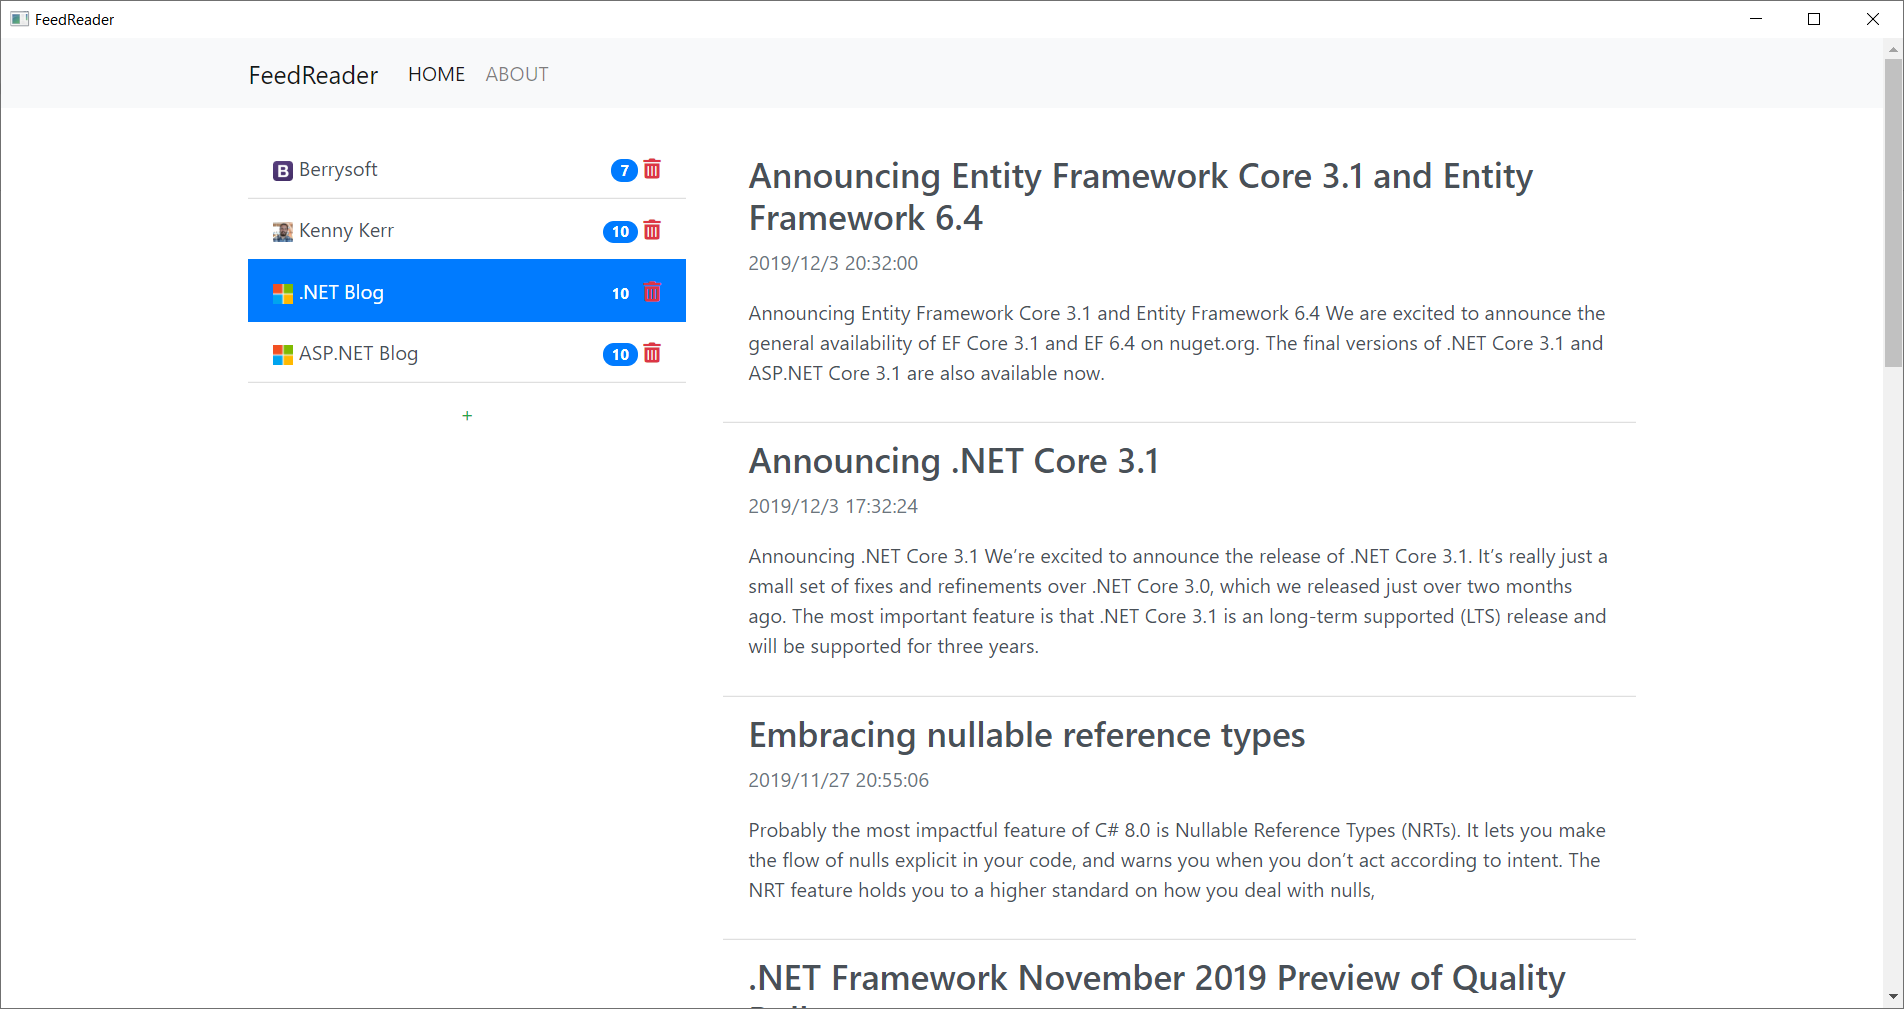 FeedReader
FeedReader HOME ABOUT
B Berrysoft 7
Kenny Kerr 10
.NET Blog 10
ASP.NET Blog 10
+
Announcing Entity Framework Core 3.1 and Entity
Framework 6.4
2019/12/3 20:32:00
Announcing Entity Framework Core 3.1 and Entity Framework 6.4 We are excited to announce the
general availability of EF Core 3.1 and EF 6.4 on nuget.org. The final versions of .NET Core 3.1 and
ASP.NET Core 3.1 are also available now.
Announcing .NET Core 3.1
2019/12/3 17:32:24
Announcing .NET Core 3.1 We’re excited to announce the release of .NET Core 3.1. It’s really just a
small set of fixes and refinements over .NET Core 3.0, which we released just over two months
ago. The most important feature is that .NET Core 3.1 is an long-term supported (LTS) release and
will be supported for three years.
Embracing nullable reference types
2019/11/27 20:55:06
Probably the most impactful feature of C# 8.0 is Nullable Reference Types (NRTs). It lets you make
the flow of nulls explicit in your code, and warns you when you don’t act according to intent. The
NRT feature holds you to a higher standard on how you deal with nulls,
.NET Framework November 2019 Preview of Quality